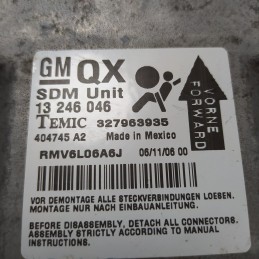 GM QX
SDM Unit
13 246 046
TEMIC 327963935
404745 A2 Made in Mexico
RMV6L06A6J 06/11/06 00
VORNE
FORWARD
VOR DEMONTAGE ALLE STECKVERBINDUNGEN LOESEN.
MONTAGE NUR NACH EINBAUANLEITUNG.
BEFORE DISASSEMBLY, DETACH ALL CONNECTORS.
ASSEMBLY STRICTLY ACCORDING TO MANUAL
INSTRUCTIONS.